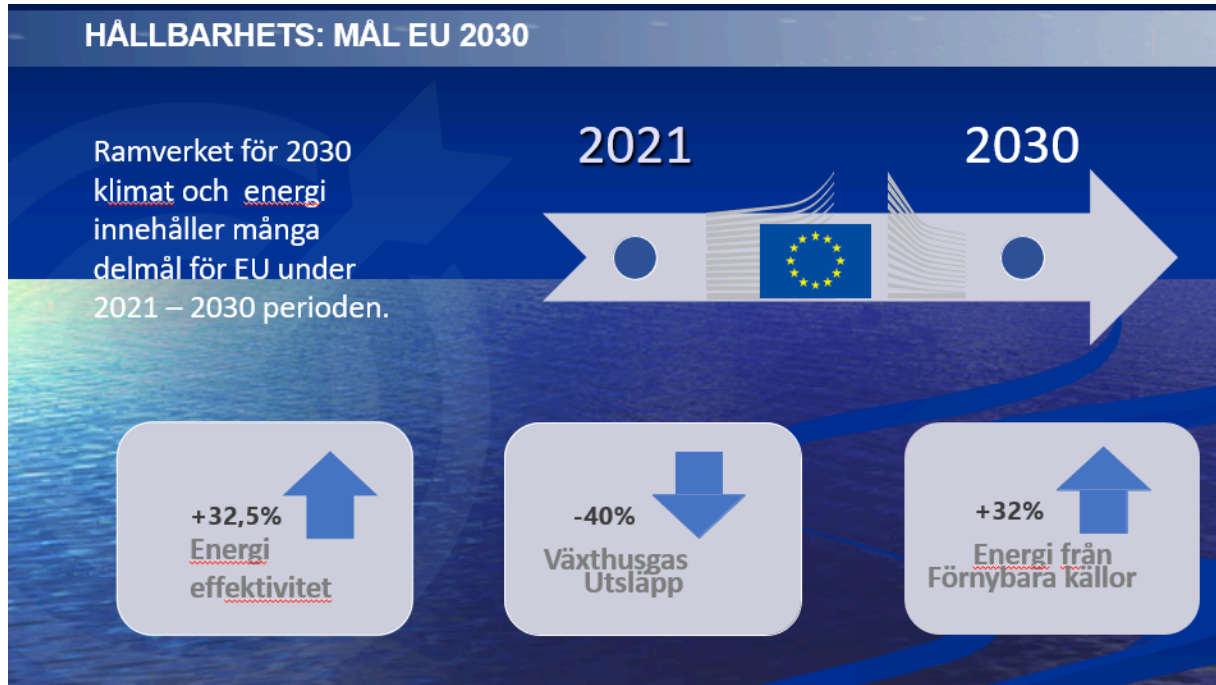 HÅLLBARHETS: MÅL EU 2030
Ramverket för 2030
klimat och energi
innehåller många
delmål för EU under
2021 – 2030 perioden.
2021
2030
+32,5%
Energi
effektivitet
-40%
Växthusgas
Utsläpp
+32%
Energi från
Förnybara källor